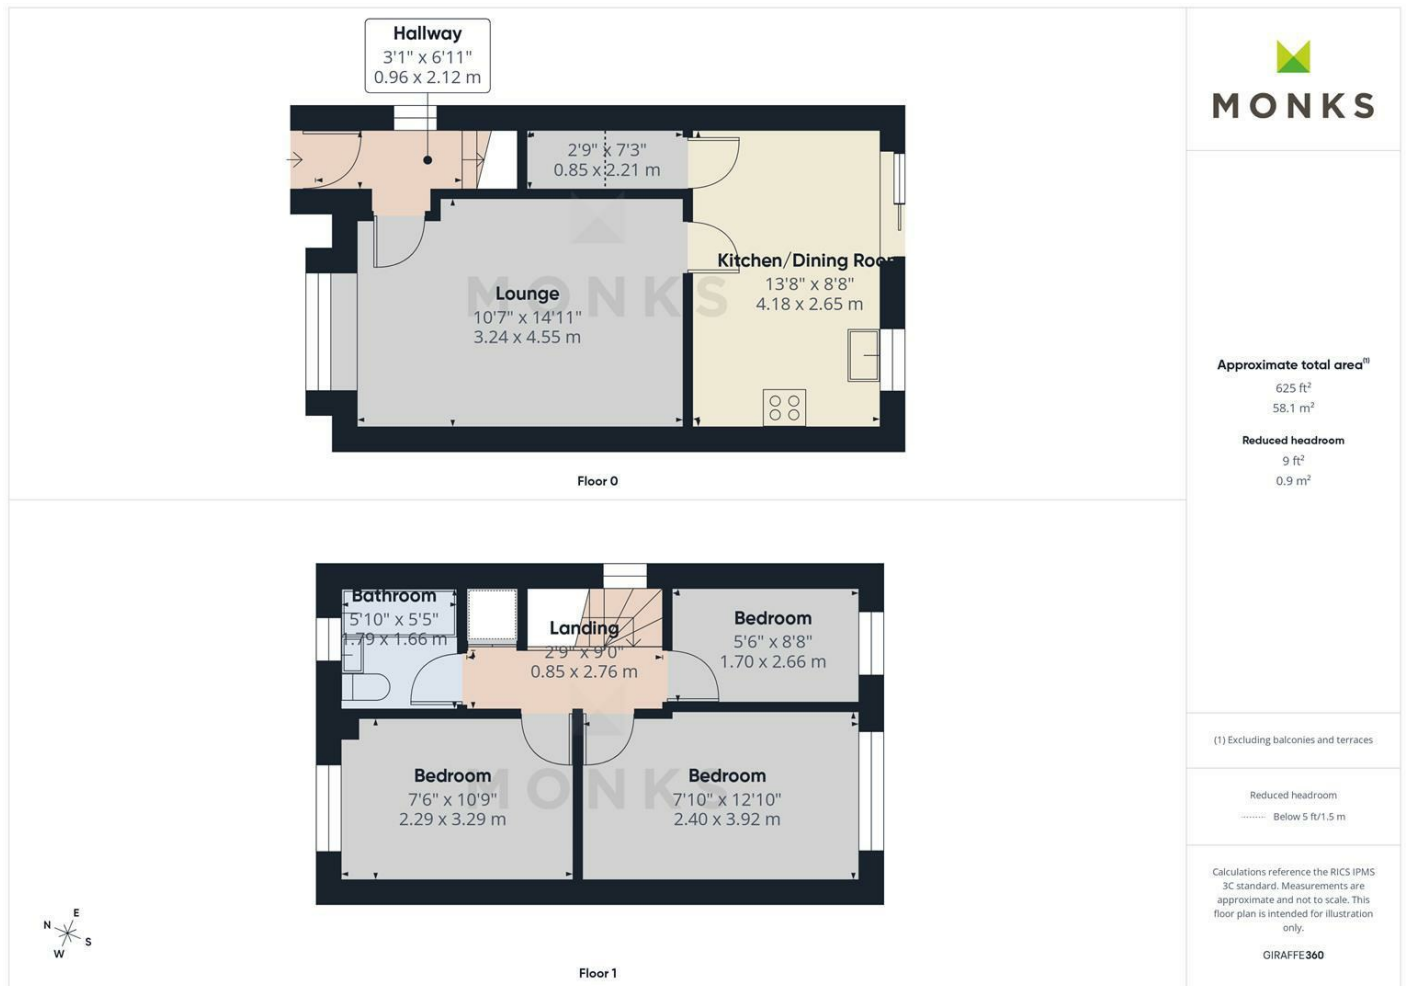 Hallway
3'1" x 6'11"
0.96 x 2.12 m
2'9" x 7'3"
0.85 x 2.21 m
Kitchen/Dining Room
13'8" x 8'8"
4.18 x 2.65 m
MONKS
Lounge
10'7" x 14'11"
3.24 x 4.55 m
Floor 0
Bathroom
5'10" x 5'5"
1.79 x 1.66 m
Landing
2'9" x 9'0"
0.85 x 2.76 m
Bedroom
5'6" x 8'8"
1.70 x 2.66 m
MONKS
Bedroom
7'6" x 10'9"
2.29 x 3.29 m
Bedroom
7'10" x 12'10"
2.40 x 3.92 m
N E S W
Floor 1
MONKS
Approximate total area(1)
625 ft²
58.1 m²
Reduced headroom
9 ft²
0.9 m²
(1) Excluding balconies and terraces
Reduced headroom
Below 5 ft/1.5 m
Calculations reference the RICS IPMS
3C standard. Measurements are
approximate and not to scale. This
floor plan is intended for illustration
only.
GIRAFFE360